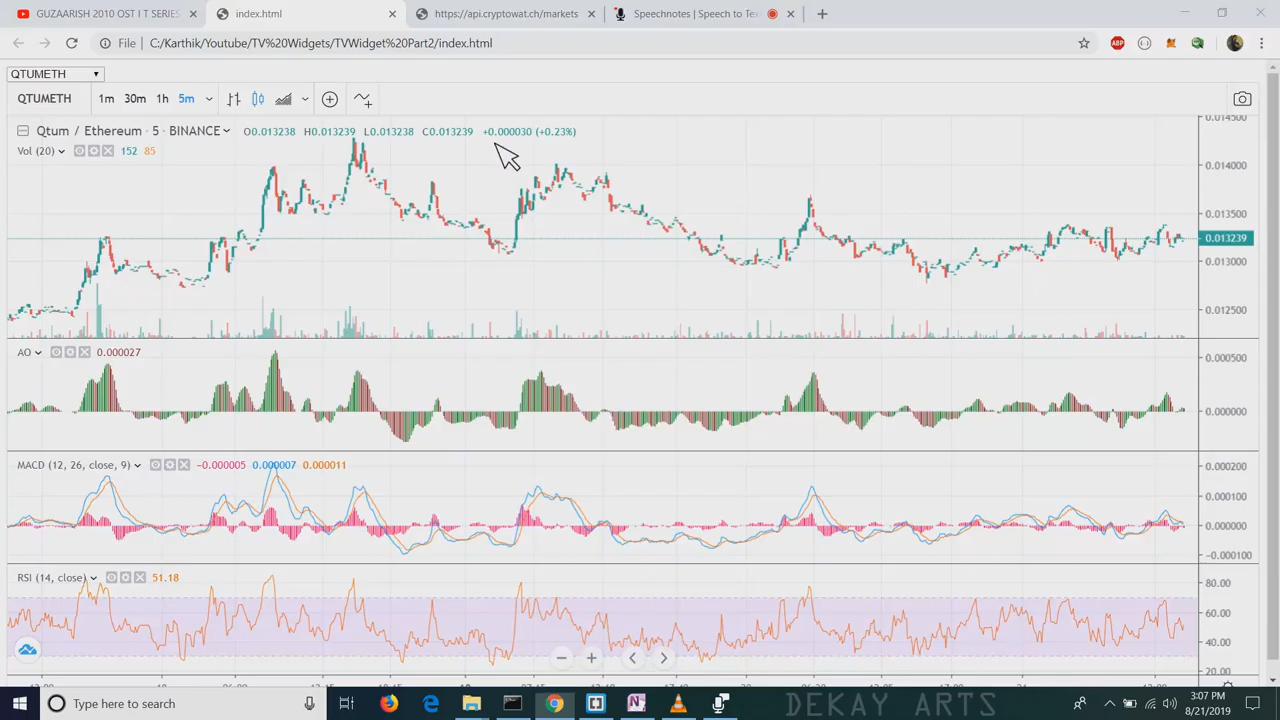 GUZAARISH 2010 OST I T SERIES
index.html
https://api.cryptowat.ch/markets
Speechnotes | Speech to Tex
File C:/Karthik/Youtube/TV%20Widgets/TVWidget%20Part2/index.html
ABP
QTUMETH
QTUMETH 1m 30m 1h 5m
Qtum / Ethereum · 5 · BINANCE O0.013238 H0.013239 L0.013238 C0.013239 +0.000030 (+0.23%)
Vol (20) 152 85
0.014500
0.014000
0.013500
0.013239
0.013000
0.012500
AO 0.000027
0.000500
0.000000
MACD (12, 26, close, 9) −0.000005 0.000007 0.000011
0.000200
0.000100
0.000000
−0.000100
RSI (14, close) 51.18
80.00
60.00
40.00
20.00
Type here to search
DEKAY ARTS
3:07 PM
8/21/2019